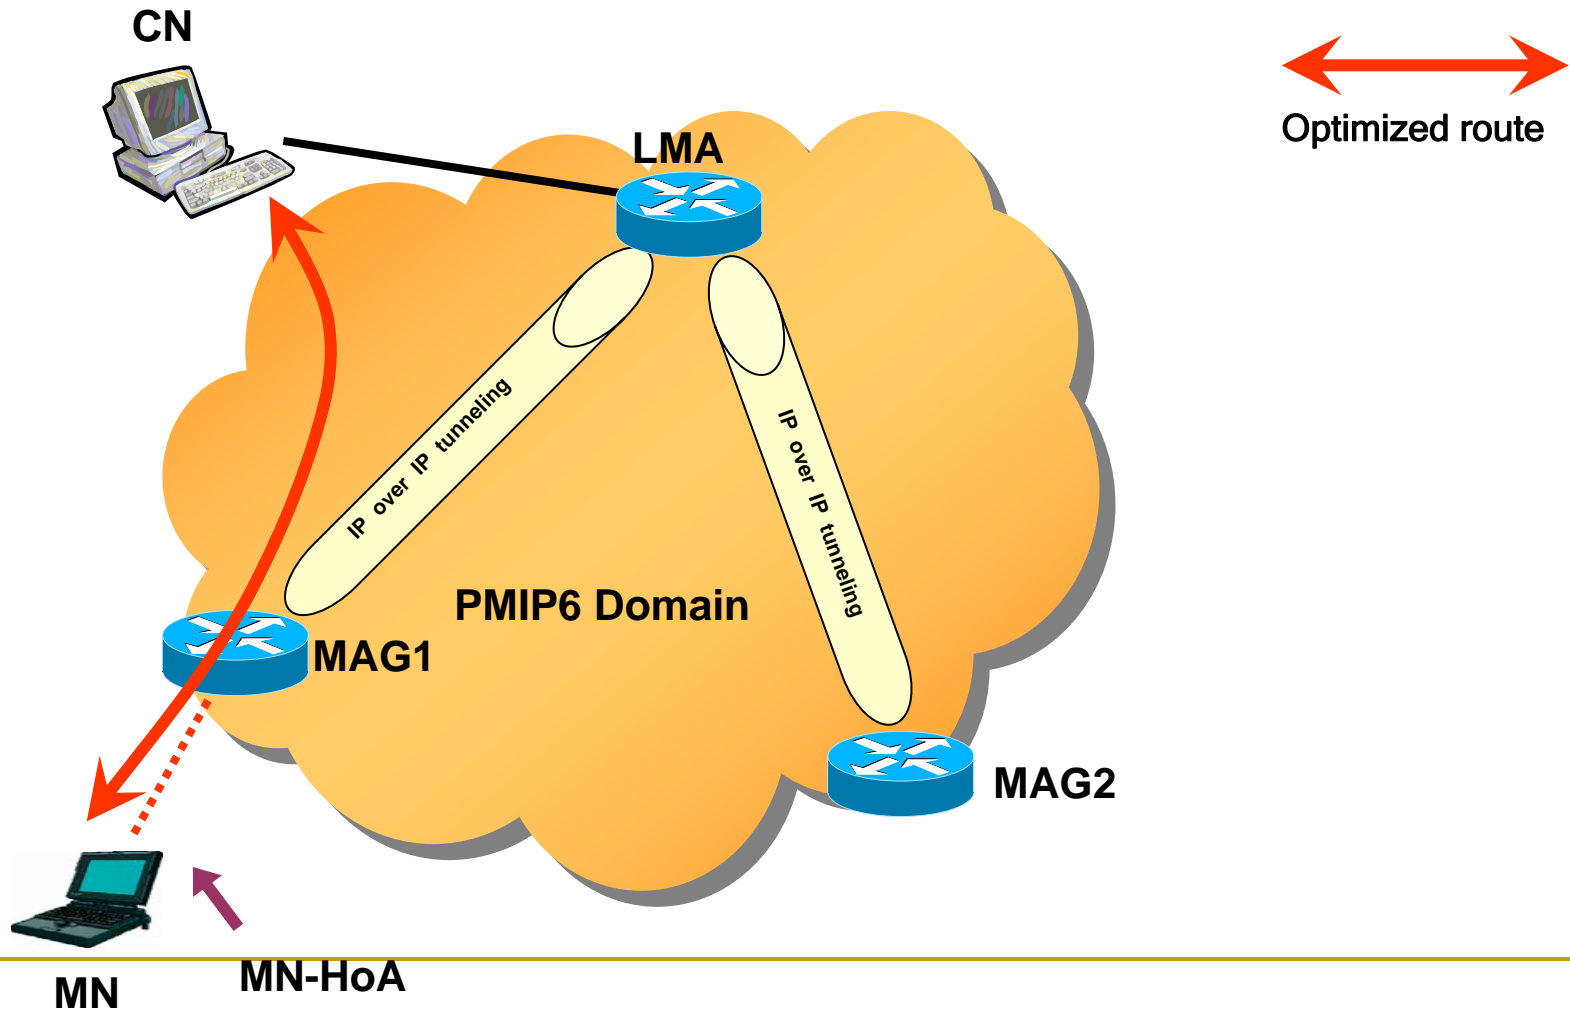 CN
Optimized route
LMA
IP over IP tunneling
IP over IP tunneling
PMIP6 Domain
MAG1
MAG2
MN-HoA
MN